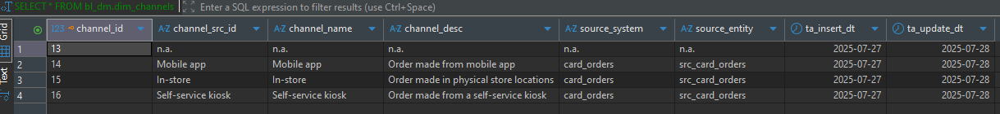 SELECT * FROM bl_dm.dim_channels Enter a SQL expression to filter results (use Ctrl+Space)
Grid 123 channel_id A-Z channel_src_id A-Z channel_name A-Z channel_desc A-Z source_system A-Z source_entity ta_insert_dt ta_update_dt
1 13 n.a. n.a. n.a. n.a. n.a. 2025-07-27 2025-07-28
2 14 Mobile app Mobile app Order made from mobile app card_orders src_card_orders 2025-07-27 2025-07-28
Text 3 15 In-store In-store Order made in physical store locations card_orders src_card_orders 2025-07-27 2025-07-28
4 16 Self-service kiosk Self-service kiosk Order made from a self-service kiosk card_orders src_card_orders 2025-07-27 2025-07-28